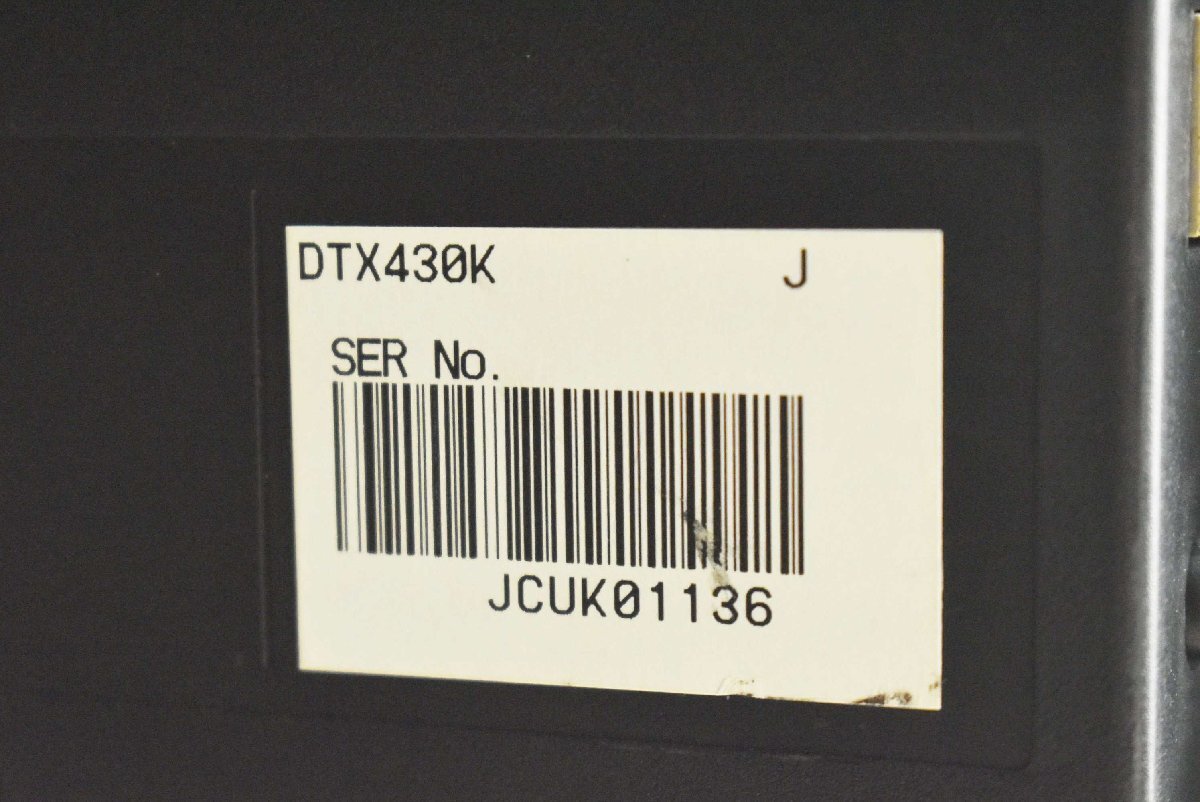 DTX430K J
SER No.
JCUK01136